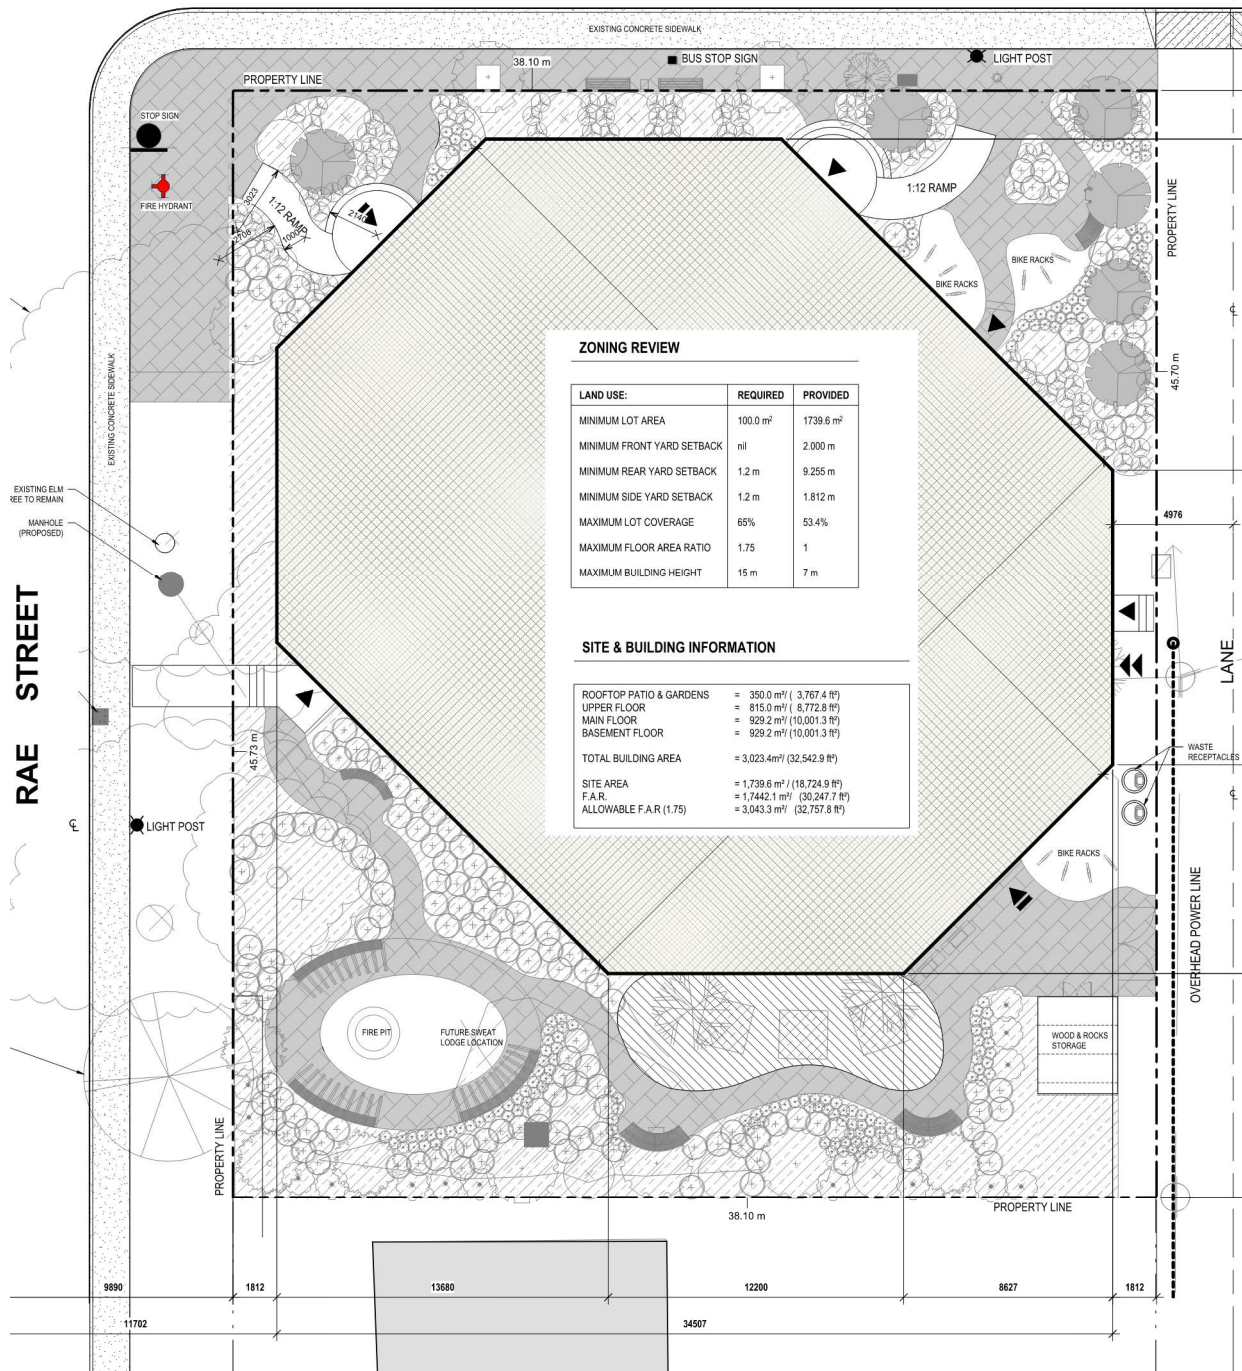 EXISTING CONCRETE SIDEWALK
38.10 m
BUS STOP SIGN
LIGHT POST
PROPERTY LINE
STOP SIGN
FIRE HYDRANT
3023
1:12 RAMP
2140
2708
1000
1:12 RAMP
PROPERTY LINE
BIKE RACKS
BIKE RACKS
45.70 m
EXISTING CONCRETE SIDEWALK
ZONING REVIEW
LAND USE: REQUIRED PROVIDED
MINIMUM LOT AREA 100.0 m² 1739.6 m²
MINIMUM FRONT YARD SETBACK nil 2.000 m
MINIMUM REAR YARD SETBACK 1.2 m 9.255 m
MINIMUM SIDE YARD SETBACK 1.2 m 1.812 m
MAXIMUM LOT COVERAGE 65% 53.4%
MAXIMUM FLOOR AREA RATIO 1.75 1
MAXIMUM BUILDING HEIGHT 15 m 7 m
EXISTING ELM
REE TO REMAIN
MANHOLE
(PROPOSED)
4976
RAE STREET
LANE
SITE & BUILDING INFORMATION
ROOFTOP PATIO & GARDENS = 350.0 m²/ ( 3,767.4 ft²)
UPPER FLOOR = 815.0 m²/ ( 8,772.8 ft²)
MAIN FLOOR = 929.2 m²/ (10,001.3 ft²)
BASEMENT FLOOR = 929.2 m²/ (10,001.3 ft²)
TOTAL BUILDING AREA = 3,023.4m²/ (32,542.9 ft²)
SITE AREA = 1,739.6 m² / (18,724.9 ft²)
F.A.R. = 1,7442.1 m²/ (30,247.7 ft²)
ALLOWABLE F.A.R (1.75) = 3,043.3 m²/ (32,757.8 ft²)
45.73 m
WASTE
RECEPTACLES
LIGHT POST
BIKE RACKS
OVERHEAD POWER LINE
FIRE PIT
FUTURE SWEAT
LODGE LOCATION
WOOD & ROCKS
STORAGE
PROPERTY LINE
38.10 m
PROPERTY LINE
9890 1812 13680 12200 8627 1812
11702 34507